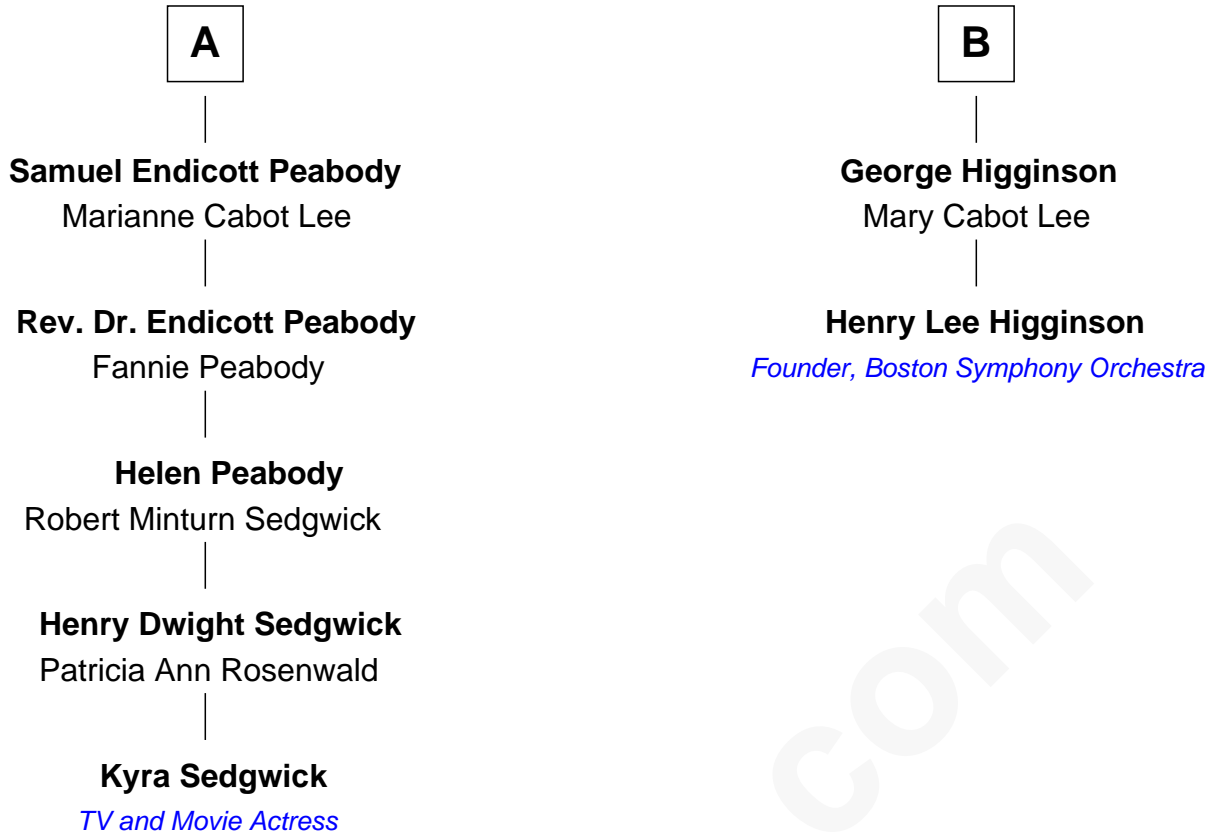 A
Samuel Endicott Peabody
Marianne Cabot Lee
Rev. Dr. Endicott Peabody
Fannie Peabody
Helen Peabody
Robert Minturn Sedgwick
Henry Dwight Sedgwick
Patricia Ann Rosenwald
Kyra Sedgwick
TV and Movie Actress
B
George Higginson
Mary Cabot Lee
Henry Lee Higginson
Founder, Boston Symphony Orchestra
com